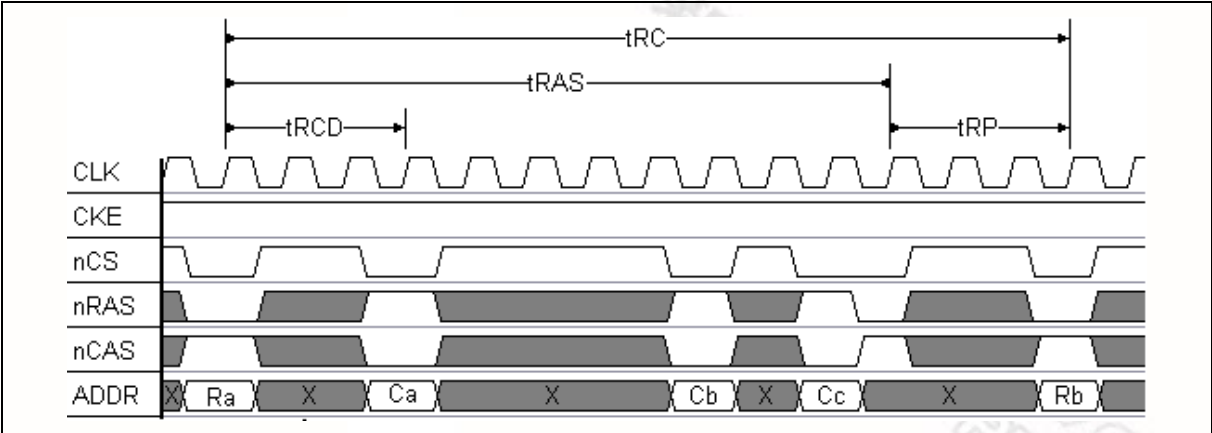 tRC
tRAS
tRCD
tRP
CLK
CKE
nCS
nRAS
nCAS
ADDR X Ra X Ca X Cb X Cc X Rb